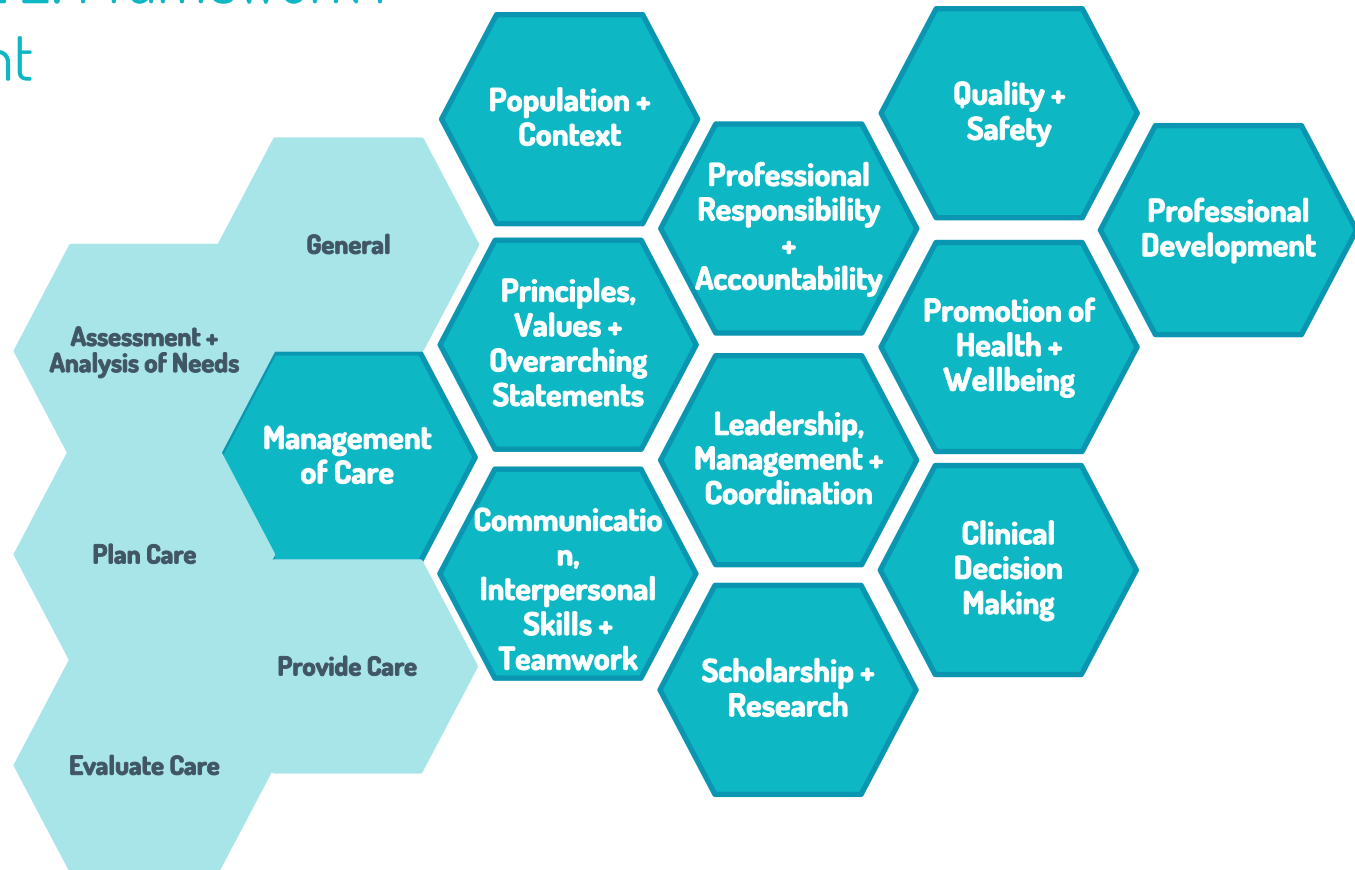 nt
Population +
Context
Quality +
Safety
Professional
Responsibility
+
Accountability
Professional
Development
General
Principles,
Values +
Overarching
Statements
Promotion of
Health +
Wellbeing
Assessment +
Analysis of Needs
Management
of Care
Leadership,
Management +
Coordination
Communicatio
n,
Interpersonal
Skills +
Teamwork
Clinical
Decision
Making
Plan Care
Provide Care
Scholarship +
Research
Evaluate Care